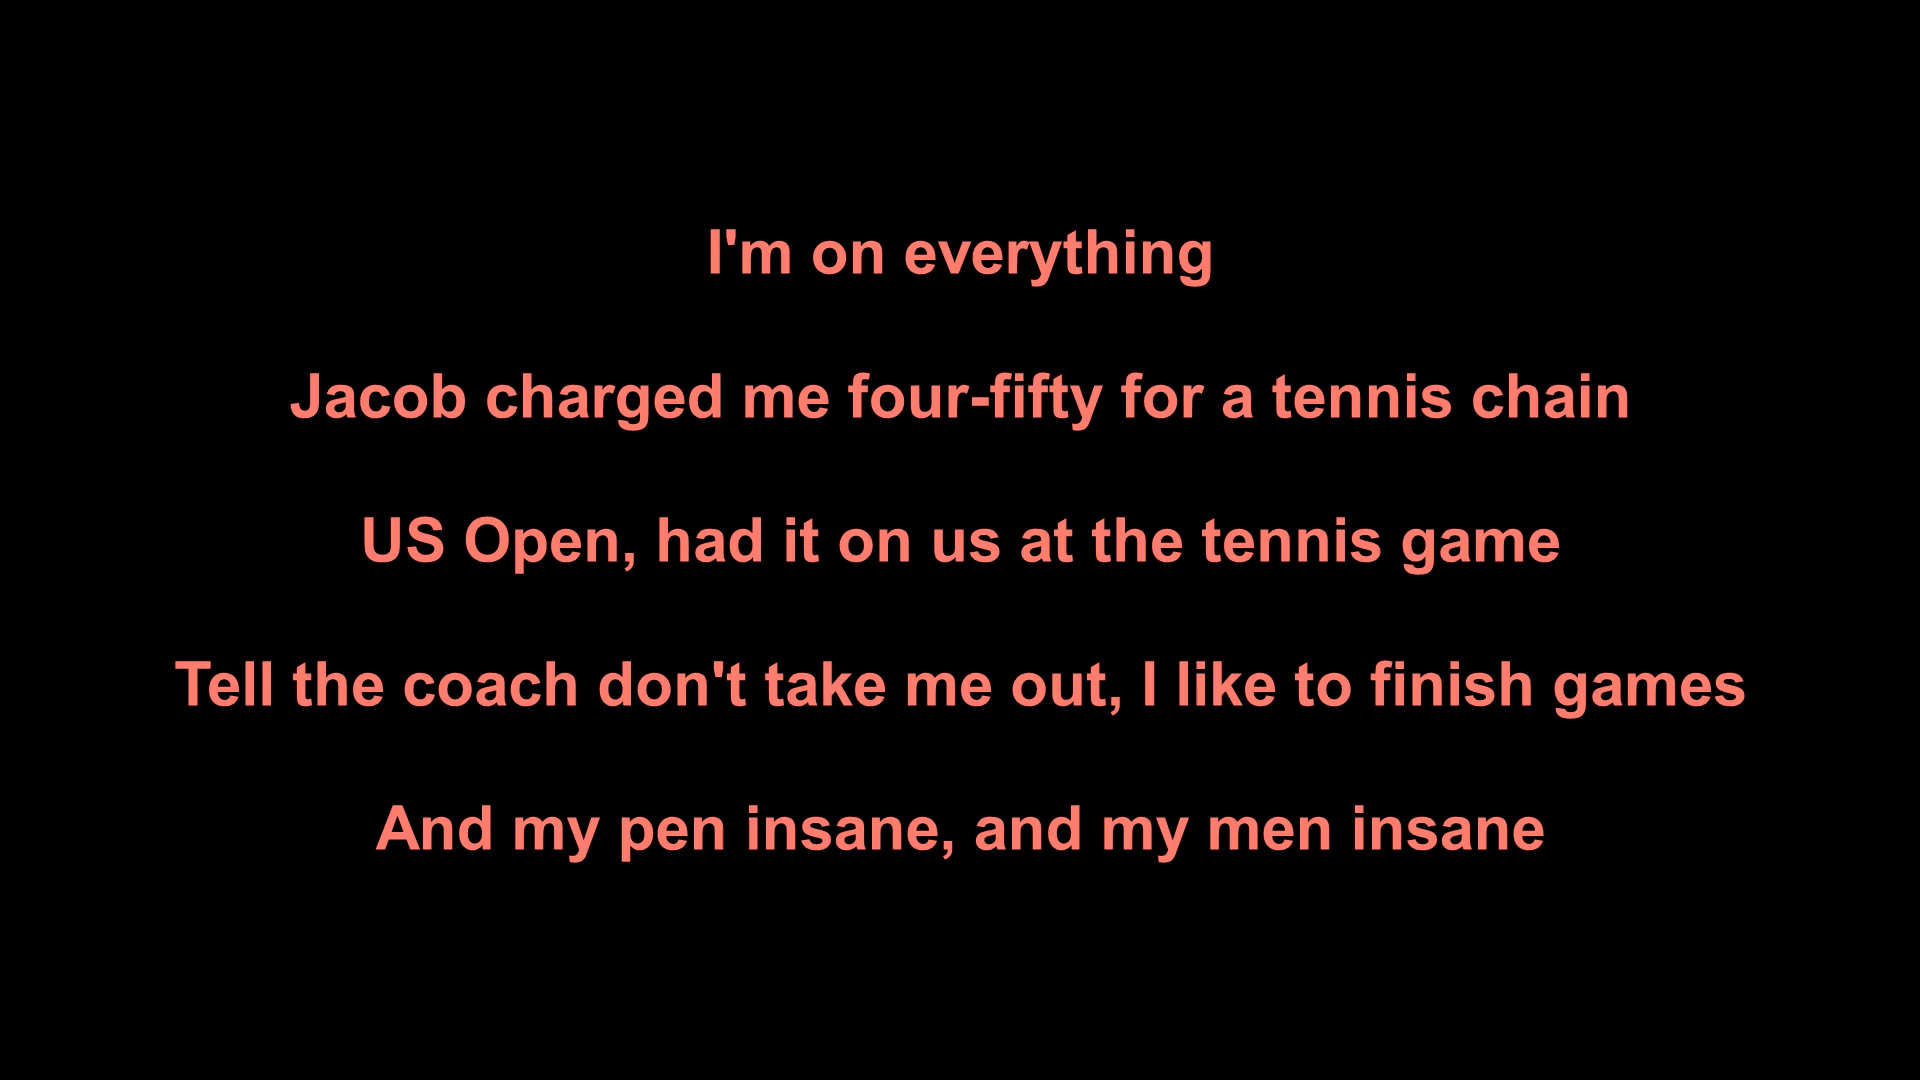 I'm on everything
Jacob charged me four-fifty for a tennis chain
US Open, had it on us at the tennis game
Tell the coach don't take me out, I like to finish games
And my pen insane, and my men insane